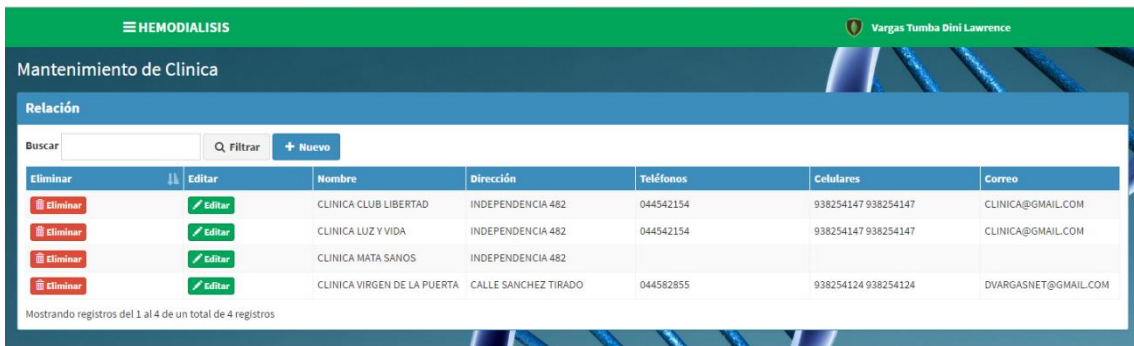 HEMODIALISIS Vargas Tumba Dini Lawrence
Mantenimiento de Clinica
Relación
Buscar Filtrar + Nuevo
Eliminar Editar Nombre Dirección Teléfonos Celulares Correo
Eliminar Editar CLINICA CLUB LIBERTAD INDEPENDENCIA 482 044542154 938254147 938254147 CLINICA@GMAIL.COM
Eliminar Editar CLINICA LUZ Y VIDA INDEPENDENCIA 482 044542154 938254147 938254147 CLINICA@GMAIL.COM
Eliminar Editar CLINICA MATA SANOS INDEPENDENCIA 482
Eliminar Editar CLINICA VIRGEN DE LA PUERTA CALLE SANCHEZ TIRADO 044582855 938254124 938254124 DVARGASNET@GMAIL.COM
Mostrando registros del 1 al 4 de un total de 4 registros